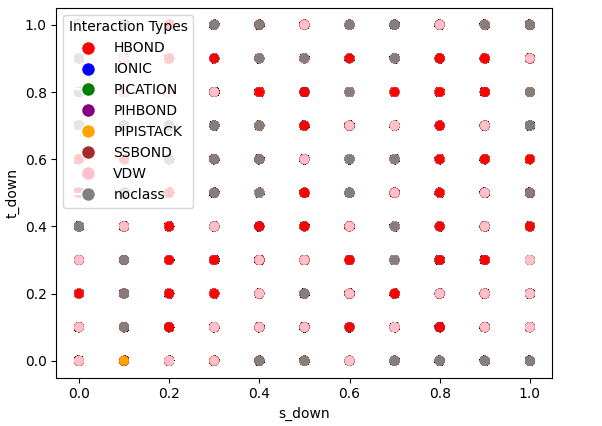 1.0
0.8
0.6
0.4
0.2
0.0
t_down
Interaction Types
HBOND
IONIC
PICATION
PIHBOND
PIPISTACK
SSBOND
VDW
noclass
0.0 0.2 0.4 0.6 0.8 1.0
s_down